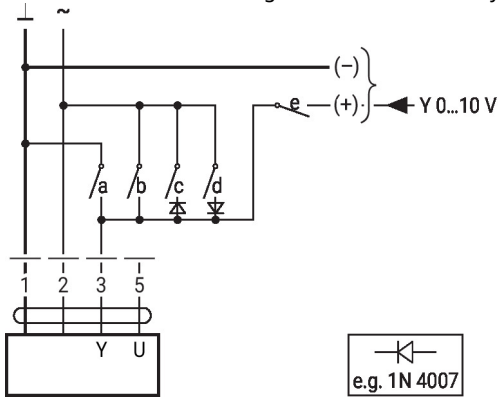 ⊥ ~
(–)
e (+) Y 0...10 V
a b c d
1 2 3 5
Y U
e.g. 1N 4007